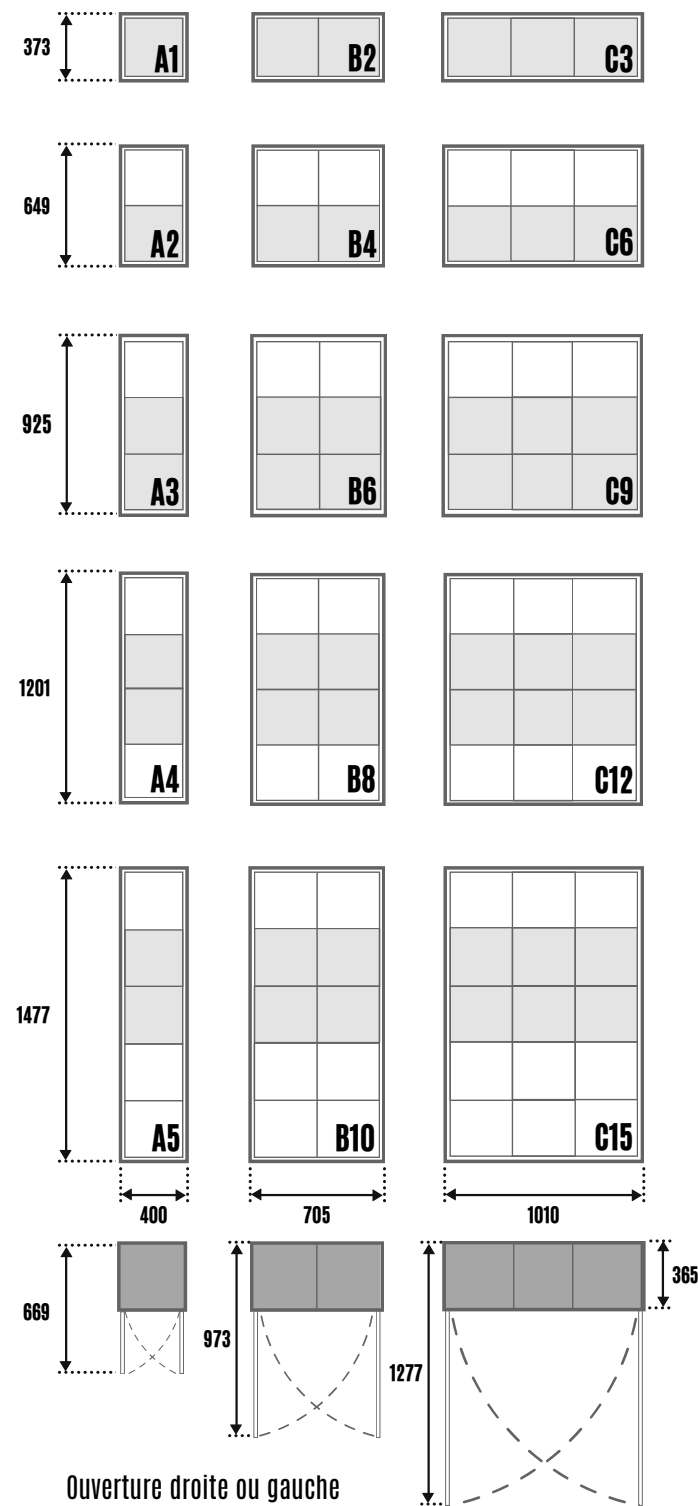 373
A1
B2
C3
649
A2
B4
C6
925
A3
B6
C9
1201
A4
B8
C12
1477
A5
B10
C15
400
705
1010
669
973
1277
365
Ouverture droite ou gauche